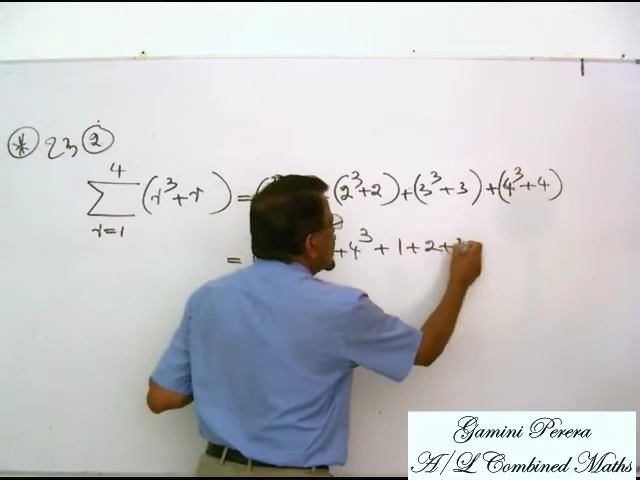 * 23 2
4
∑ (r³+r) = (2³+2)+(3³+3)+(4³+4)
r=1
= +4³+1+2+
Gamini Perera
A/L Combined Maths